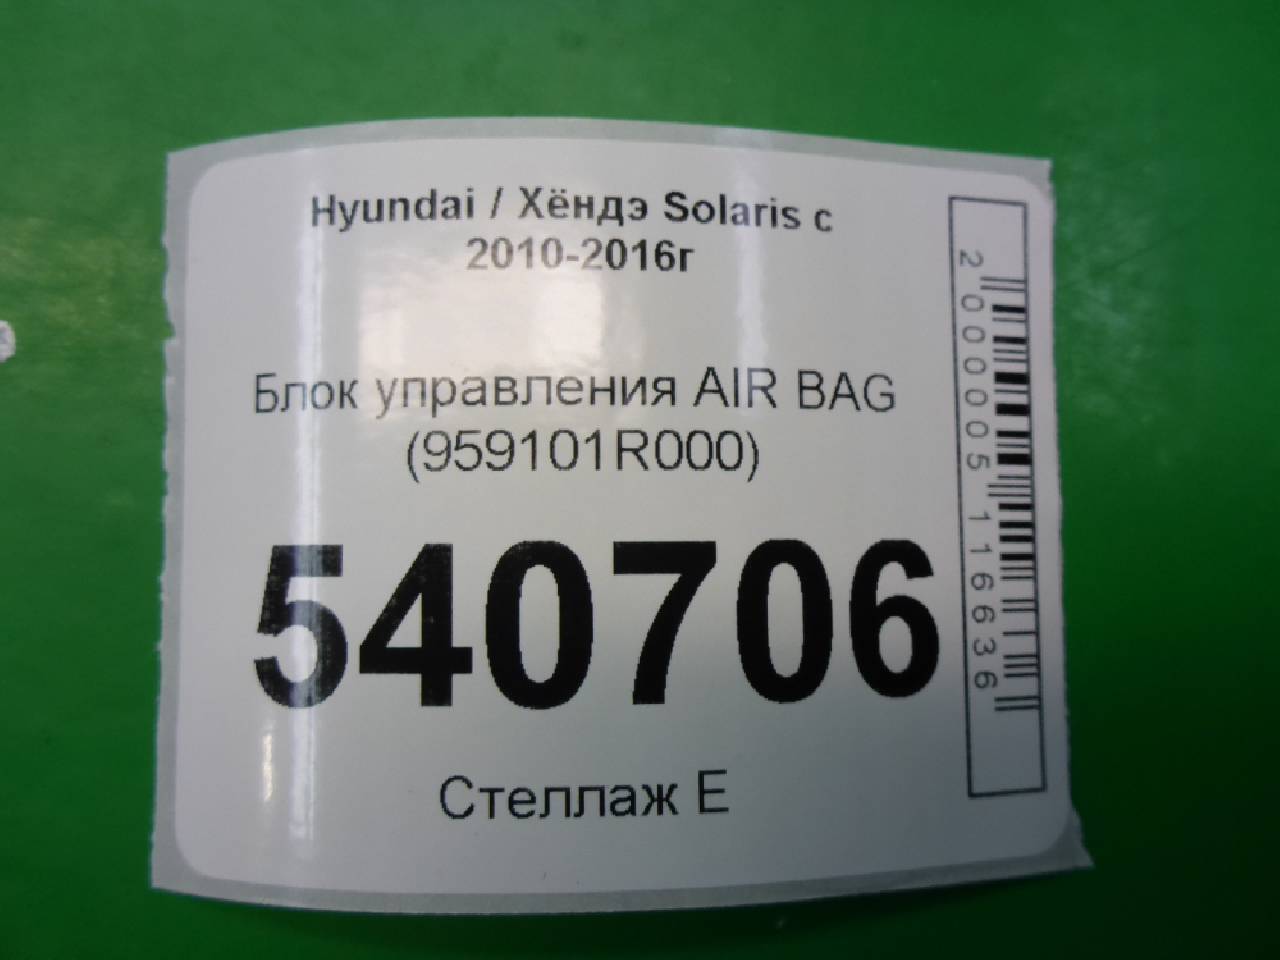 Hyundai / Хёндэ Solaris с
2010-2016г
Блок управления AIR BAG
(959101R000)
540706
Стеллаж Е
2000005116636